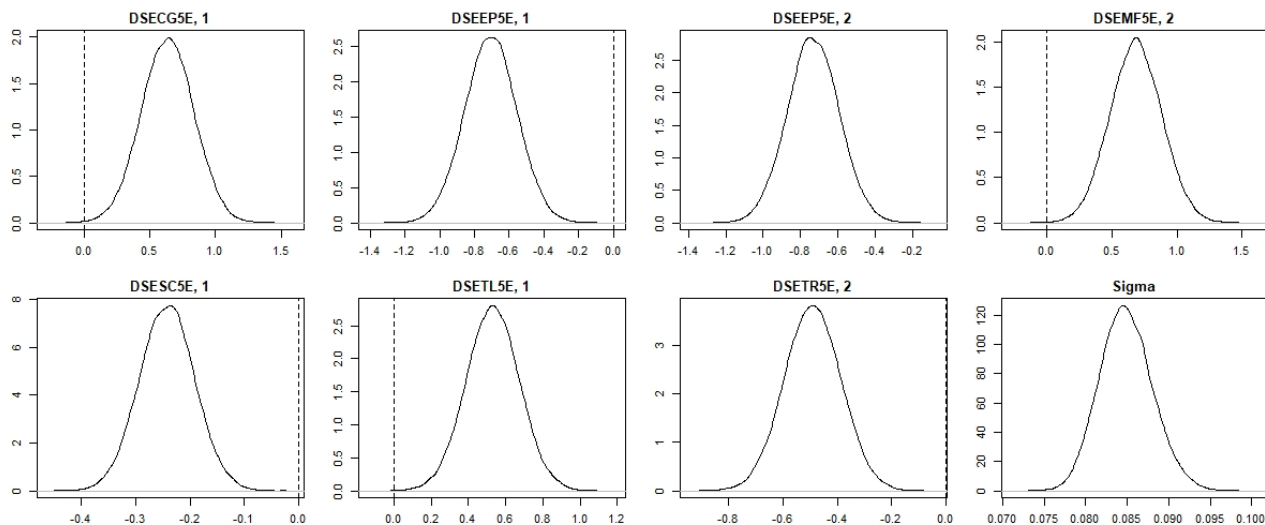 DSECG5E, 1
2.0
1.5
1.0
0.5
0.0
0.0 0.5 1.0 1.5
DSEEP5E, 1
2.5
2.0
1.5
1.0
0.5
0.0
-1.4 -1.2 -1.0 -0.8 -0.6 -0.4 -0.2 0.0
DSEEP5E, 2
2.5
2.0
1.5
1.0
0.5
0.0
-1.4 -1.2 -1.0 -0.8 -0.6 -0.4 -0.2
DSEMF5E, 2
2.0
1.5
1.0
0.5
0.0
0.0 0.5 1.0 1.5
DSESC5E, 1
8
6
4
2
0
-0.4 -0.3 -0.2 -0.1 0.0
DSETL5E, 1
2.5
2.0
1.5
1.0
0.5
0.0
0.0 0.2 0.4 0.6 0.8 1.0 1.2
DSETR5E, 2
3
2
1
0
-0.8 -0.6 -0.4 -0.2 0.0
Sigma
120
100
80
60
40
20
0
0.070 0.075 0.080 0.085 0.090 0.095 0.100